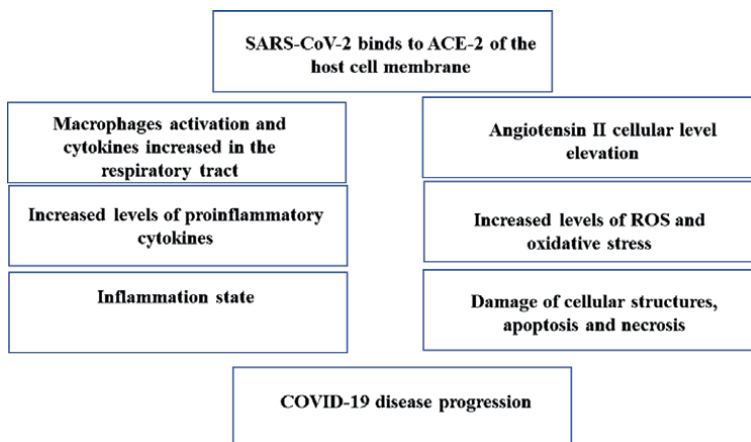 SARS-CoV-2 binds to ACE-2 of the
host cell membrane
Macrophages activation and
cytokines increased in the
respiratory tract
Angiotensin II cellular level
elevation
Increased levels of proinflammatory
cytokines
Increased levels of ROS and
oxidative stress
Inflammation state
Damage of cellular structures,
apoptosis and necrosis
COVID-19 disease progression